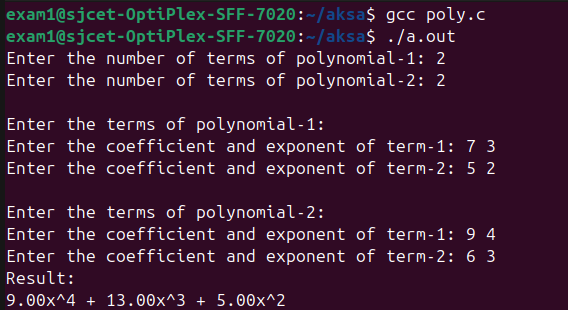 exam1@sjcet-OptiPlex-SFF-7020:~/aksa$ gcc poly.c
exam1@sjcet-OptiPlex-SFF-7020:~/aksa$ ./a.out
Enter the number of terms of polynomial-1: 2
Enter the number of terms of polynomial-2: 2

Enter the terms of polynomial-1:
Enter the coefficient and exponent of term-1: 7 3
Enter the coefficient and exponent of term-2: 5 2

Enter the terms of polynomial-2:
Enter the coefficient and exponent of term-1: 9 4
Enter the coefficient and exponent of term-2: 6 3
Result:
9.00x^4 + 13.00x^3 + 5.00x^2